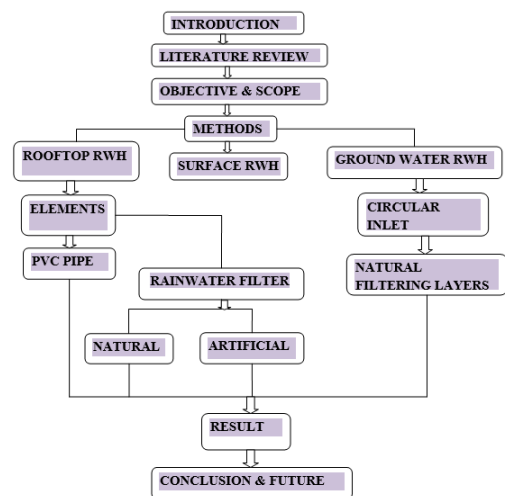 INTRODUCTION
LITERATURE REVIEW
OBJECTIVE & SCOPE
METHODS
ROOFTOP RWH
SURFACE RWH
GROUND WATER RWH
ELEMENTS
CIRCULAR
INLET
PVC PIPE
RAINWATER FILTER
NATURAL
FILTERING LAYERS
NATURAL
ARTIFICIAL
RESULT
CONCLUSION & FUTURE